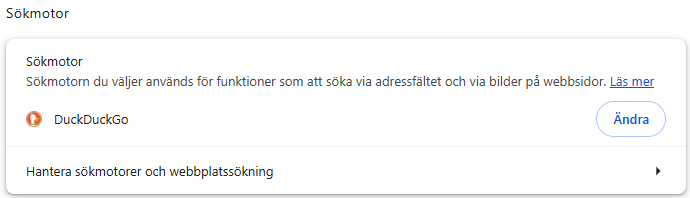 Sökmotor
Sökmotor
Sökmotorn du väljer används för funktioner som att söka via adressfältet och via bilder på webbsidor. Läs mer
DuckDuckGo
Ändra
Hantera sökmotorer och webbplatssökning